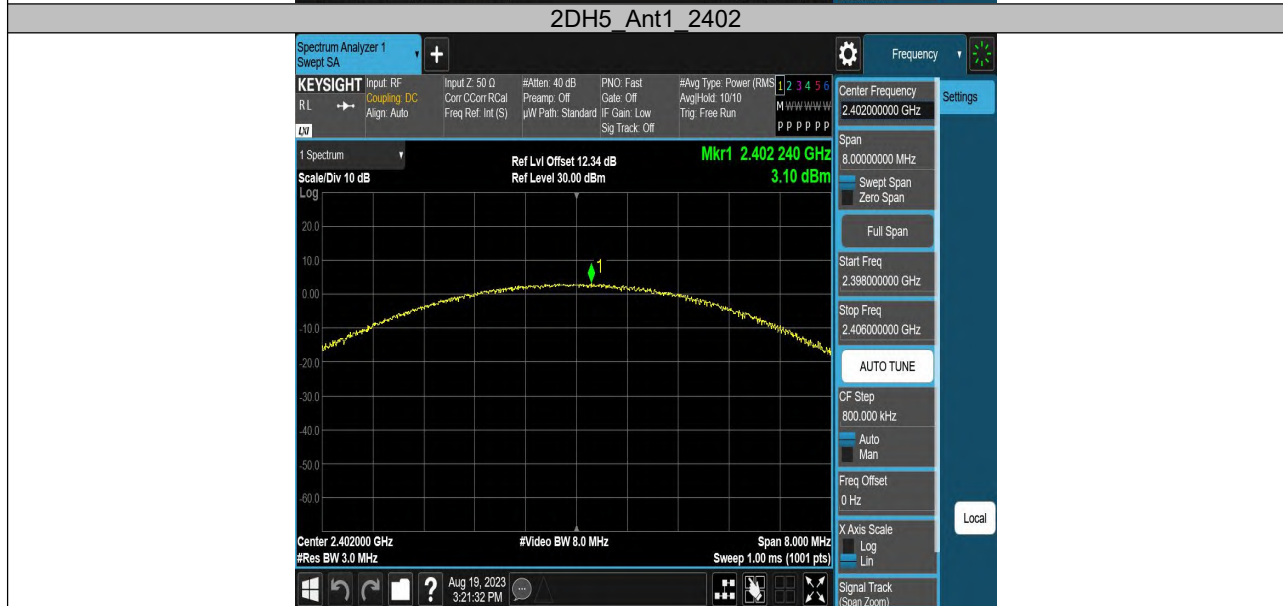 2DH5_Ant1_2402
Spectrum Analyzer 1
Swept SA
+
Frequency
KEYSIGHT
RL
LXI
Input: RF
Coupling: DC
Align: Auto
Input Z: 50 Ω
Corr CCorr RCal
Freq Ref: Int (S)
#Atten: 40 dB
Preamp: Off
µW Path: Standard
PNO: Fast
Gate: Off
IF Gain: Low
Sig Track: Off
#Avg Type: Power (RMS
Avg|Hold: 10/10
Trig: Free Run
1 2 3 4 5 6
M W W W W W
P P P P P P
1 Spectrum
Scale/Div 10 dB
Log
Ref Lvl Offset 12.34 dB
Ref Level 30.00 dBm
Mkr1 2.402 240 GHz
3.10 dBm
20.0
10.0
0.00
-10.0
-20.0
-30.0
-40.0
-50.0
-60.0
1
Center 2.402000 GHz
#Res BW 3.0 MHz
#Video BW 8.0 MHz
Span 8.000 MHz
Sweep 1.00 ms (1001 pts)
?
Aug 19, 2023
3:21:32 PM
Center Frequency
2.402000000 GHz
Span
8.00000000 MHz
Swept Span
Zero Span
Full Span
Start Freq
2.398000000 GHz
Stop Freq
2.406000000 GHz
AUTO TUNE
CF Step
800.000 kHz
Auto
Man
Freq Offset
0 Hz
X Axis Scale
Log
Lin
Signal Track
(Span Zoom)
Settings
Local